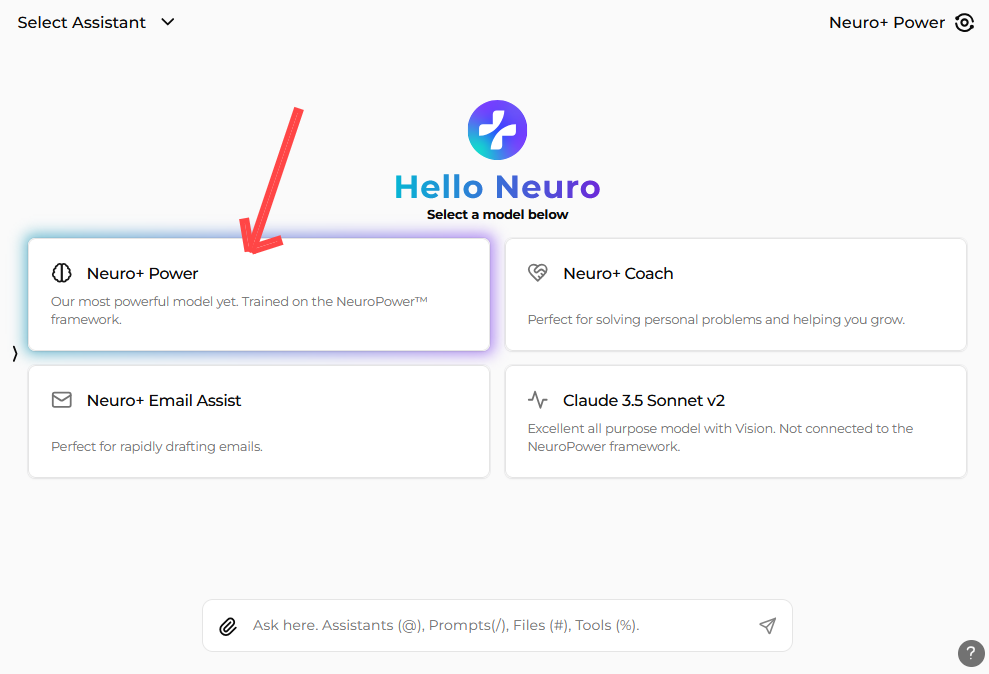 Select Assistant
Neuro+ Power
Hello Neuro
Select a model below
Neuro+ Power
Our most powerful model yet. Trained on the NeuroPower™
framework.
Neuro+ Coach
Perfect for solving personal problems and helping you grow.
Neuro+ Email Assist
Perfect for rapidly drafting emails.
Claude 3.5 Sonnet v2
Excellent all purpose model with Vision. Not connected to the
NeuroPower framework.
Ask here. Assistants (@), Prompts(/), Files (#), Tools (%).
?